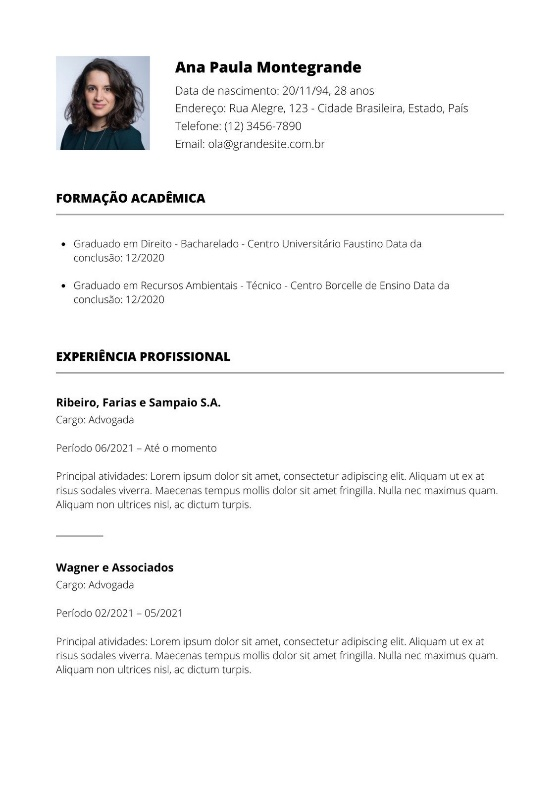 Ana Paula Montegrande
Data de nascimento: 20/11/94, 28 anos
Endereço: Rua Alegre, 123 - Cidade Brasileira, Estado, País
Telefone: (12) 3456-7890
Email: ola@grandesite.com.br
FORMAÇÃO ACADÊMICA
• Graduado em Direito - Bacharelado - Centro Universitário Faustino Data da
conclusão: 12/2020
• Graduado em Recursos Ambientais - Técnico - Centro Borcelle de Ensino Data da
conclusão: 12/2020
EXPERIÊNCIA PROFISSIONAL
Ribeiro, Farias e Sampaio S.A.
Cargo: Advogada
Período 06/2021 – Até o momento
Principal atividades: Lorem ipsum dolor sit amet, consectetur adipiscing elit. Aliquam ut ex at
risus sodales viverra. Maecenas tempus mollis dolor sit amet fringilla. Nulla nec maximus quam.
Aliquam non ultrices nisl, ac dictum turpis.
Wagner e Associados
Cargo: Advogada
Período 02/2021 – 05/2021
Principal atividades: Lorem ipsum dolor sit amet, consectetur adipiscing elit. Aliquam ut ex at
risus sodales viverra. Maecenas tempus mollis dolor sit amet fringilla. Nulla nec maximus quam.
Aliquam non ultrices nisl, ac dictum turpis.